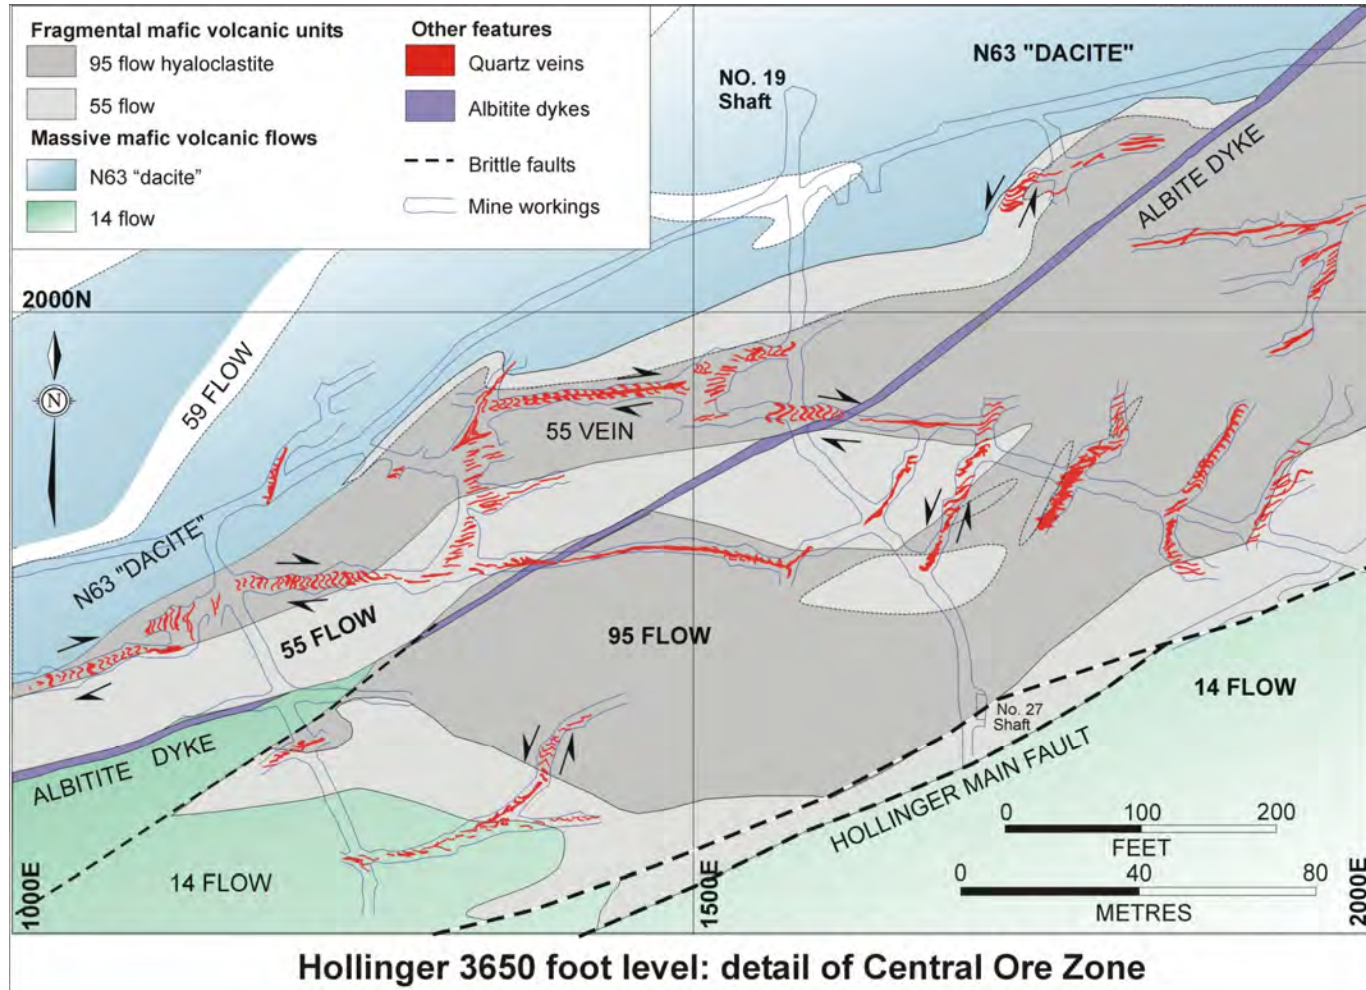 Fragmental mafic volcanic units
95 flow hyaloclastite
55 flow
Massive mafic volcanic flows
N63 “dacite”
14 flow
Other features
Quartz veins
Albitite dykes
Brittle faults
Mine workings
NO. 19
Shaft
N63 "DACITE"
ALBITE DYKE
2000N
59 FLOW
N
55 VEIN
N63 "DACITE"
55 FLOW
95 FLOW
14 FLOW
No. 27
Shaft
ALBITITE DYKE
HOLLINGER MAIN FAULT
14 FLOW
0 100 200
FEET
0 40 80
METRES
1000E
1500E
2000E
Hollinger 3650 foot level: detail of Central Ore Zone